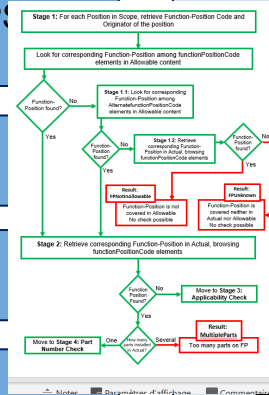 Stage 1: For each Position in Scope, retrieve Function-Position Code and
Originator of the position
Look for corresponding Function-Position among functionPositionCode
elements in Allowable content
Function-
Position found?
No
Yes
Stage 1.1: Look for corresponding
Function-Position among
AlternatefunctionPositionCode
elements in Allowable content
Function-
Position
found?
No
Yes
Stage 1.2: Retrieve
corresponding Function-
Position in Actual, browsing
functionPositionCode elements
Function-
Position
found?
No
Yes
Result:
FPNotInAllowable
Function-Position is not
covered in Allowable
No check possible
Result:
FPUnknown
Function-Position is
covered neither in
Actual nor Allowable
No check possible
Stage 2: Retrieve corresponding Function-Position in Actual, browsing
functionPositionCode elements
Function
Position
Found?
No
Move to Stage 3:
Applicability Check
Yes
How many
parts installed
in Actual?
One
Move to Stage 4: Part
Number Check
Several
Result:
MultipleParts
Too many parts on FP
Notes
Paramètres d'affichage
Commentaire